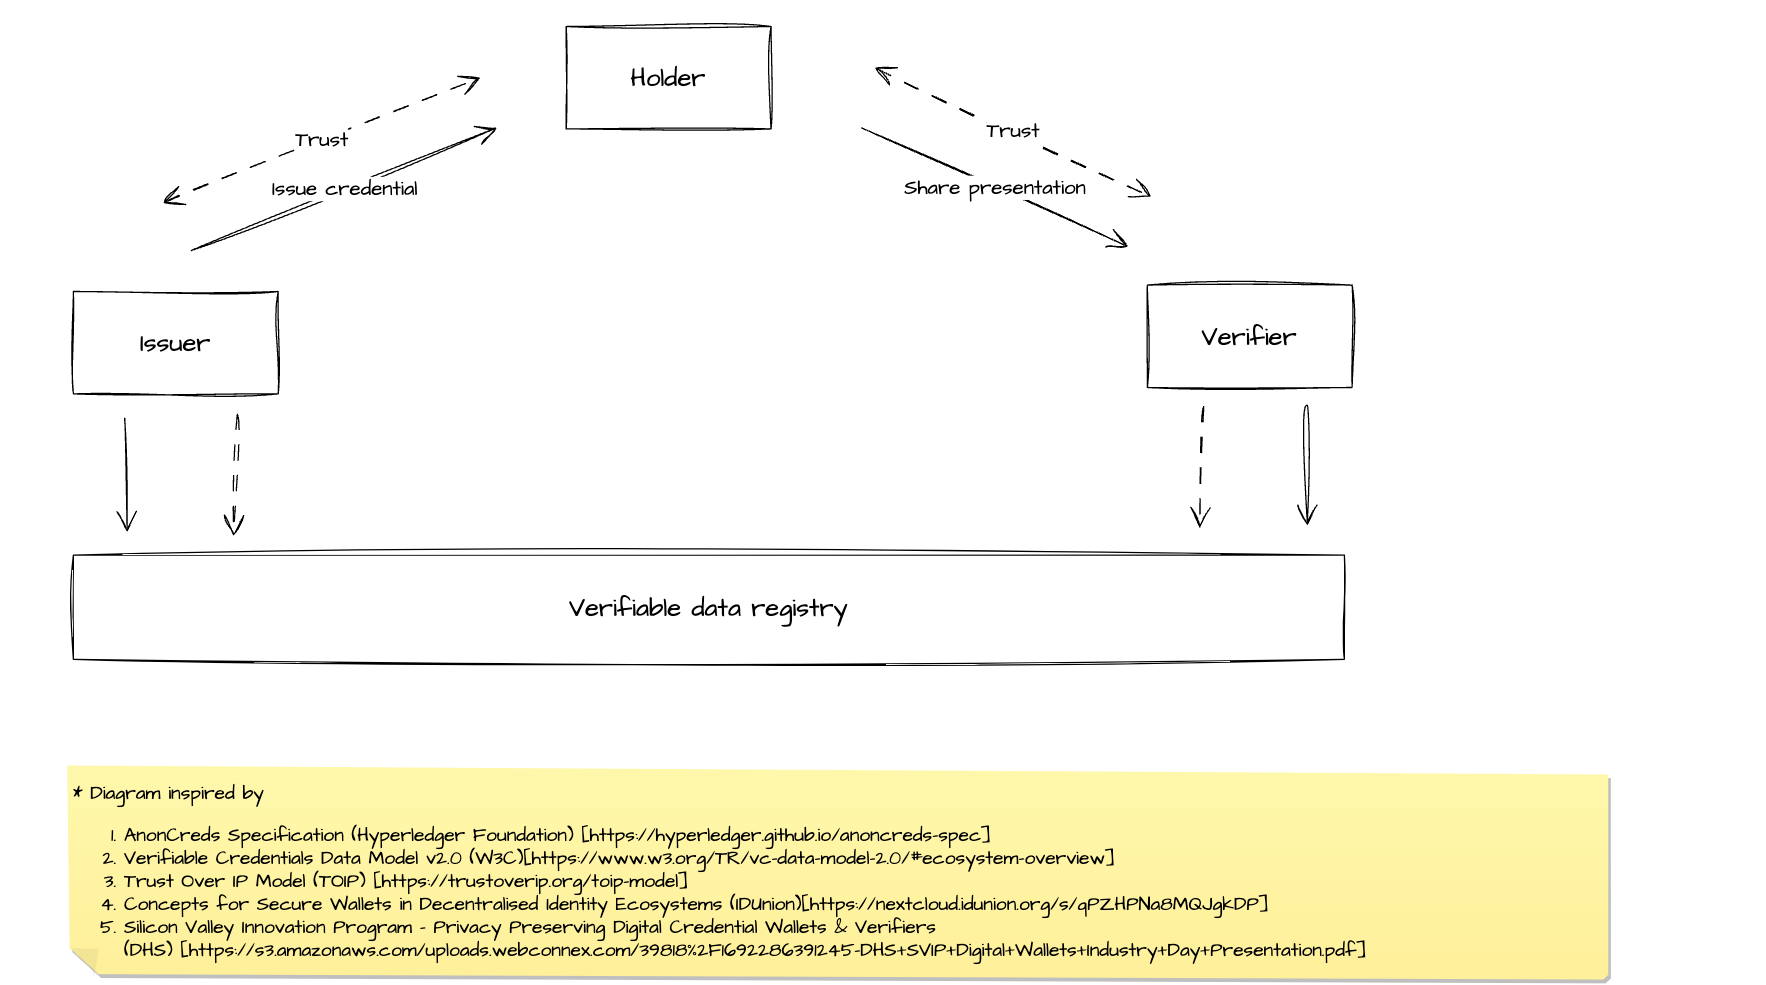 Holder
Trust
Trust
Issue credential
Share presentation
Issuer
Verifier
Verifiable data registry
* Diagram inspired by
1. AnonCreds Specification (Hyperledger Foundation) [https://hyperledger.github.io/anoncreds-spec]
2. Verifiable Credentials Data Model v2.0 (W3C)[https://www.w3.org/TR/vc-data-model-2.0/#ecosystem-overview]
3. Trust Over IP Model (TOIP) [https://trustoverip.org/toip-model]
4. Concepts for Secure Wallets in Decentralised Identity Ecosystems (IDUnion)[https://nextcloud.idunion.org/s/qPZHPNa8MQJgkDP]
5. Silicon Valley Innovation Program - Privacy Preserving Digital Credential Wallets & Verifiers
(DHS) [https://s3.amazonaws.com/uploads.webconnex.com/39818%2F1692286391245-DHS+SVIP+Digital+Wallets+Industry+Day+Presentation.pdf]